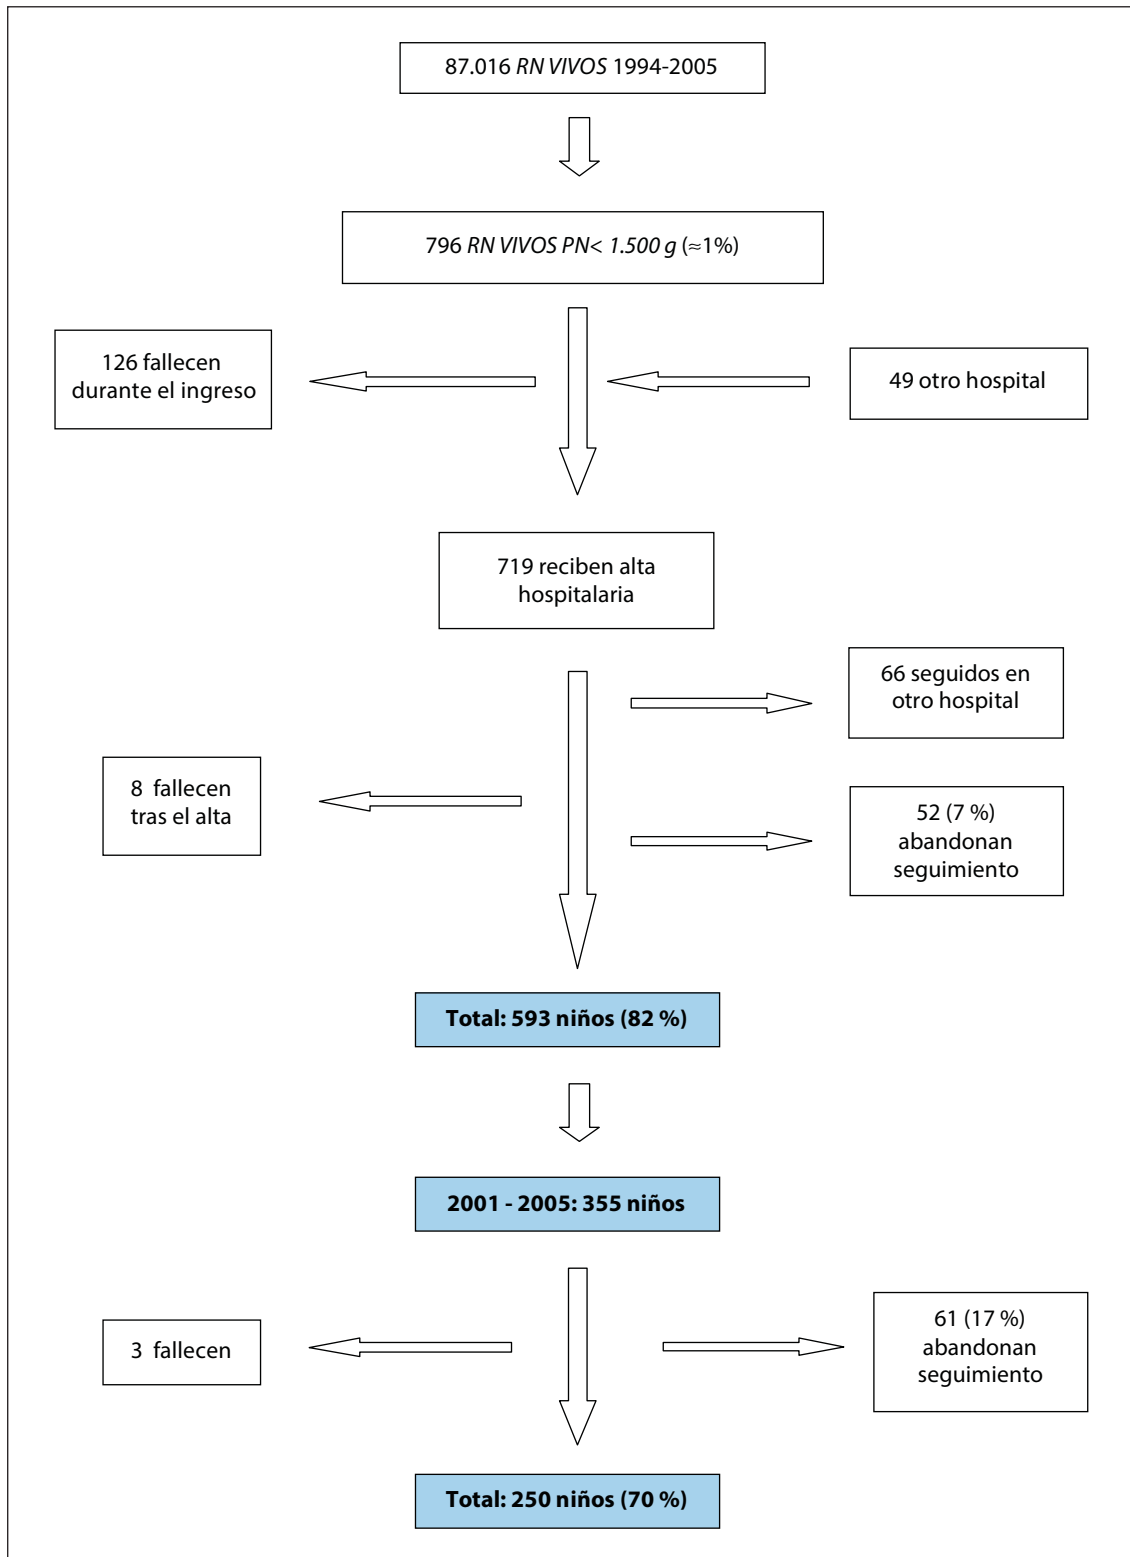 87.016 RN VIVOS 1994-2005
796 RN VIVOS PN< 1.500 g (≈1%)
126 fallecen
durante el ingreso
49 otro hospital
719 reciben alta
hospitalaria
66 seguidos en
otro hospital
8 fallecen
tras el alta
52 (7 %)
abandonan
seguimiento
Total: 593 niños (82 %)
2001 - 2005: 355 niños
3 fallecen
61 (17 %)
abandonan
seguimiento
Total: 250 niños (70 %)